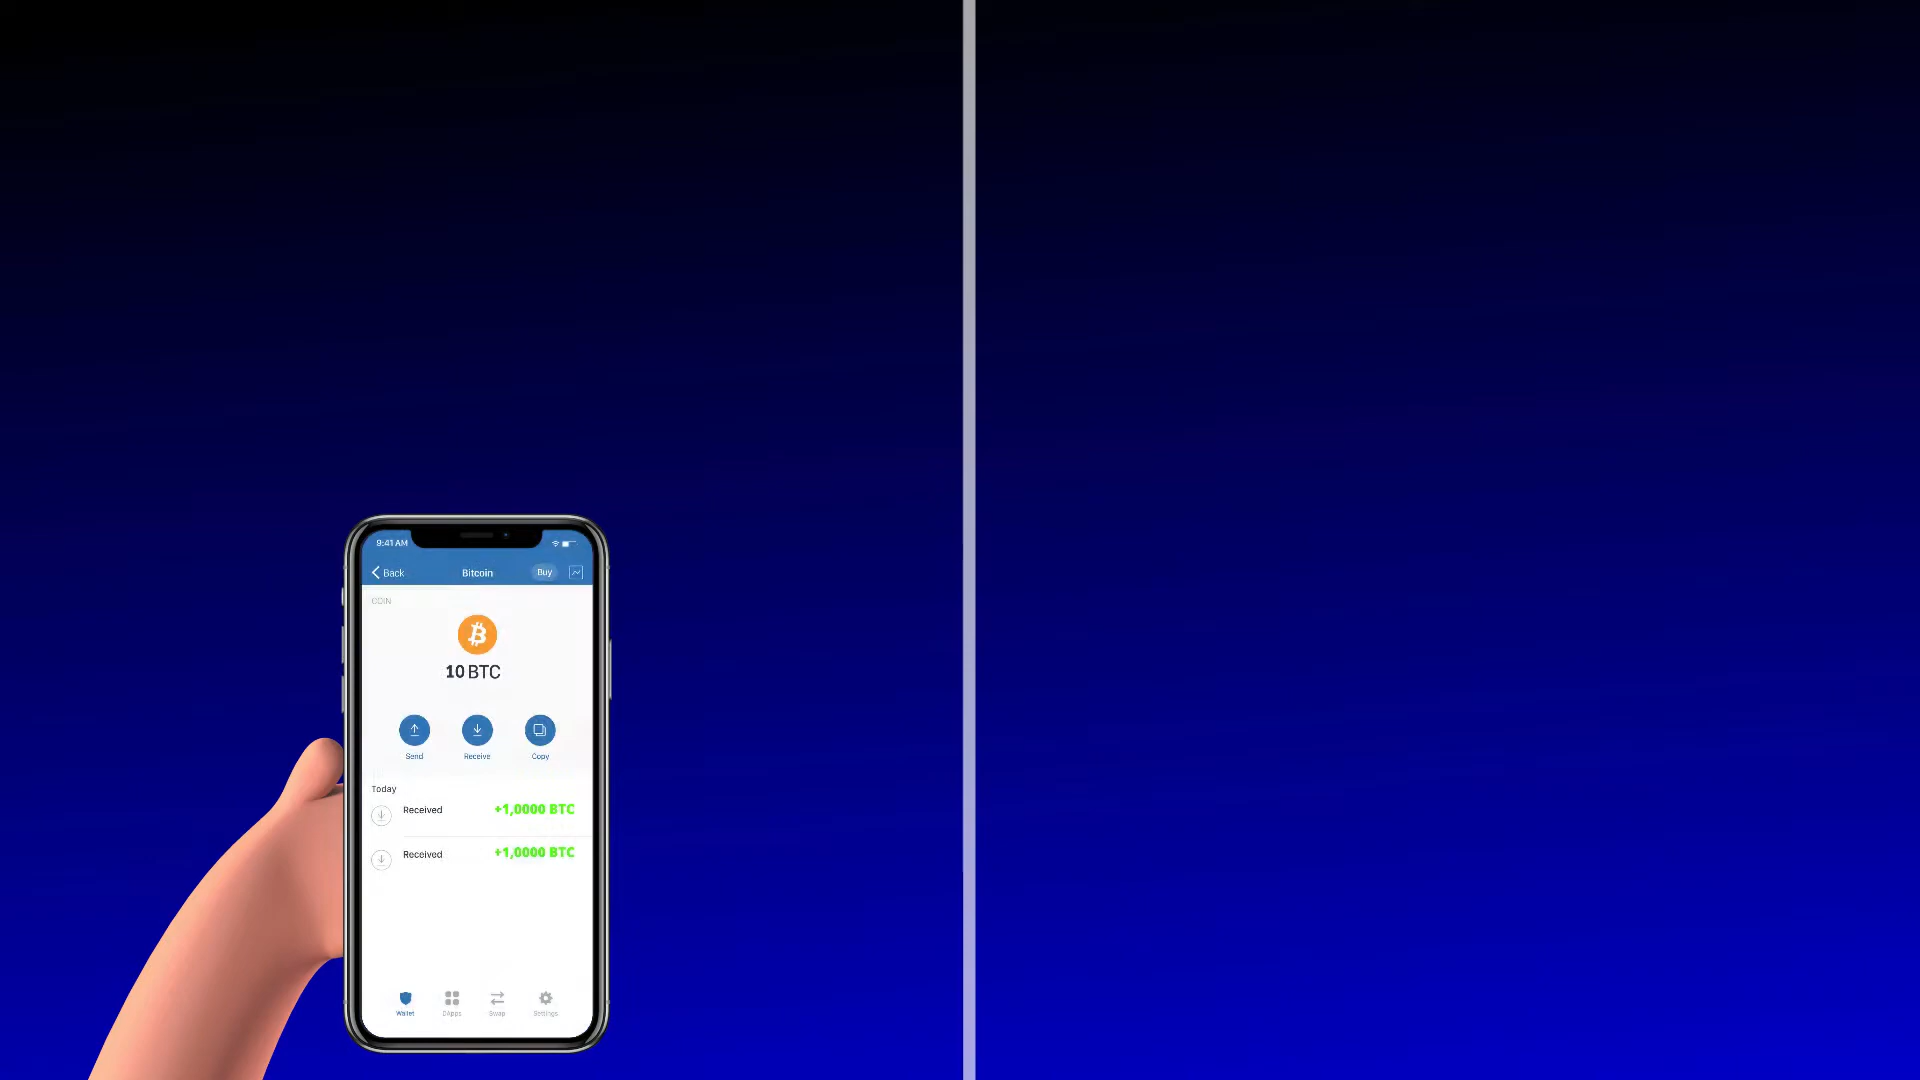 9:41 AM
Back Bitcoin Buy
COIN
10 BTC
Send Receive Copy
Today
Received +1,0000 BTC
Received +1,0000 BTC
Wallet DApps Swap Settings